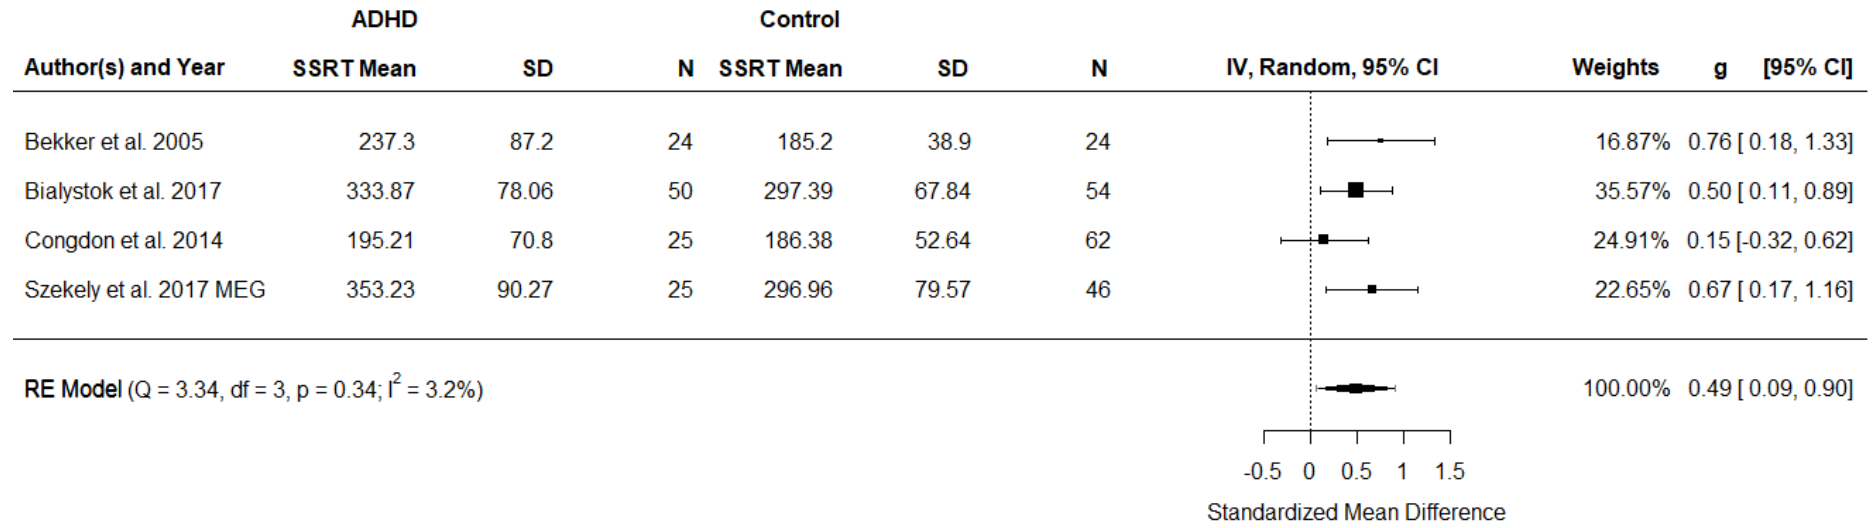 ADHD Control
Author(s) and Year SSRT Mean SD N SSRT Mean SD N IV, Random, 95% CI Weights g [95% CI]
Bekker et al. 2005 237.3 87.2 24 185.2 38.9 24 16.87% 0.76 [ 0.18, 1.33]
Bialystok et al. 2017 333.87 78.06 50 297.39 67.84 54 35.57% 0.50 [ 0.11, 0.89]
Congdon et al. 2014 195.21 70.8 25 186.38 52.64 62 24.91% 0.15 [-0.32, 0.62]
Szekely et al. 2017 MEG 353.23 90.27 25 296.96 79.57 46 22.65% 0.67 [ 0.17, 1.16]
RE Model (Q = 3.34, df = 3, p = 0.34; I² = 3.2%) 100.00% 0.49 [ 0.09, 0.90]
-0.5 0 0.5 1 1.5
Standardized Mean Difference